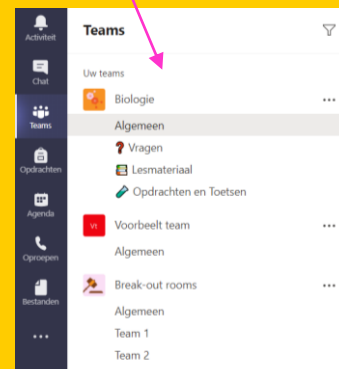 Activiteit
Chat
Teams
Opdrachten
Agenda
Oproepen
Bestanden
Teams
Uw teams
Biologie
Algemeen
Vragen
Lesmateriaal
Opdrachten en Toetsen
Vt
Voorbeelt team
Algemeen
Break-out rooms
Algemeen
Team 1
Team 2